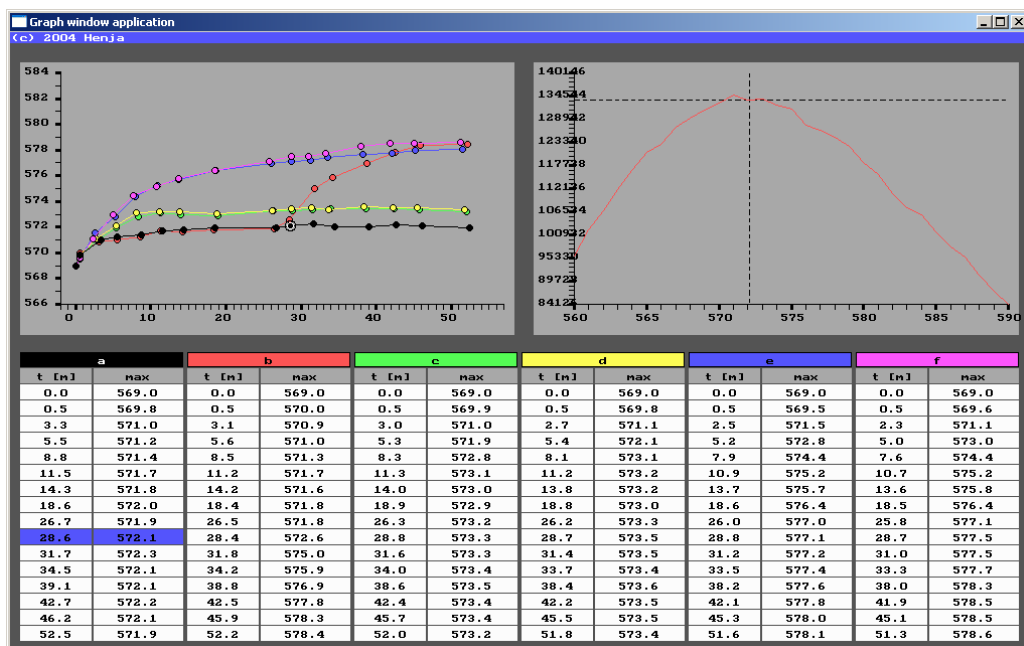 Graph window application
(c) 2004 Henja
584
582
580
578
576
574
572
570
568
566
0 10 20 30 40 50
140146
134544
128942
123340
117738
112136
106534
100932
95330
89728
84126
560 565 570 575 580 585 590
a b c d e f
t [m] max t [m] max t [m] max t [m] max t [m] max t [m] max
0.0 569.0 0.0 569.0 0.0 569.0 0.0 569.0 0.0 569.0 0.0 569.0
0.5 569.8 0.5 570.0 0.5 569.9 0.5 569.8 0.5 569.5 0.5 569.6
3.3 571.0 3.1 570.9 3.0 571.0 2.7 571.1 2.5 571.5 2.3 571.1
5.5 571.2 5.6 571.0 5.3 571.9 5.4 572.1 5.2 572.8 5.0 573.0
8.8 571.4 8.5 571.3 8.3 572.8 8.1 573.1 7.9 574.4 7.6 574.4
11.5 571.7 11.2 571.7 11.3 573.1 11.2 573.2 10.9 575.2 10.7 575.2
14.3 571.8 14.2 571.6 14.0 573.0 13.8 573.2 13.7 575.7 13.6 575.8
18.6 572.0 18.4 571.8 18.9 572.9 18.8 573.0 18.6 576.4 18.5 576.4
26.7 571.9 26.5 571.8 26.3 573.2 26.2 573.3 26.0 577.0 25.8 577.1
28.6 572.1 28.4 572.6 28.8 573.3 28.7 573.5 28.8 577.1 28.7 577.5
31.7 572.3 31.8 575.0 31.6 573.3 31.4 573.5 31.2 577.2 31.0 577.5
34.5 572.1 34.2 575.9 34.0 573.4 33.7 573.4 33.5 577.4 33.3 577.7
39.1 572.1 38.8 576.9 38.6 573.5 38.4 573.6 38.2 577.6 38.0 578.3
42.7 572.2 42.5 577.8 42.4 573.4 42.2 573.5 42.1 577.8 41.9 578.5
46.2 572.1 45.9 578.3 45.7 573.4 45.5 573.5 45.3 578.0 45.1 578.5
52.5 571.9 52.2 578.4 52.0 573.2 51.8 573.4 51.6 578.1 51.3 578.6